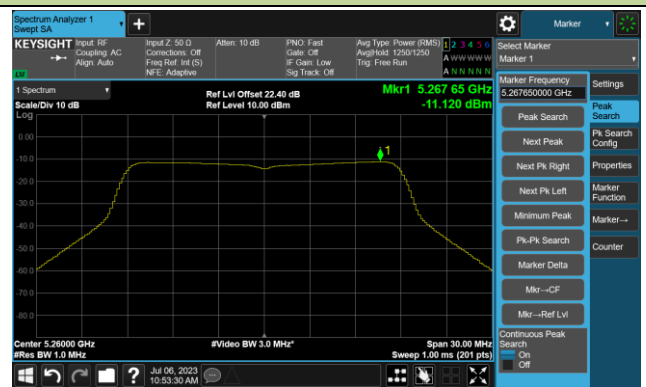 Spectrum Analyzer 1
Swept SA
+
Marker
KEYSIGHT
Input: RF
Coupling: AC
Align: Auto
Input Z: 50 Ω
Corrections: Off
Freq Ref: Int (S)
NFE: Adaptive
Atten: 10 dB
PNO: Fast
Gate: Off
IF Gain: Low
Sig Track: Off
Avg Type: Power (RMS)
Avg|Hold: 1250/1250
Trig: Free Run
1 2 3 4 5 6
A W W W W W
A N N N N N
LXI
Select Marker
Marker 1
1 Spectrum
Scale/Div 10 dB
Log
Ref Lvl Offset 22.40 dB
Ref Level 10.00 dBm
Mkr1 5.267 65 GHz
-11.120 dBm
0.00
-10.0
-20.0
-30.0
-40.0
-50.0
-60.0
-70.0
-80.0
1
Center 5.26000 GHz
#Res BW 1.0 MHz
#Video BW 3.0 MHz*
Span 30.00 MHz
Sweep 1.00 ms (201 pts)
Marker Frequency
5.267650000 GHz
Peak Search
Next Peak
Next Pk Right
Next Pk Left
Minimum Peak
Pk-Pk Search
Marker Delta
Mkr→CF
Mkr→Ref Lvl
Continuous Peak
Search
On
Off
Settings
Peak
Search
Pk Search
Config
Properties
Marker
Function
Marker→
Counter
?
Jul 06, 2023
10:53:30 AM